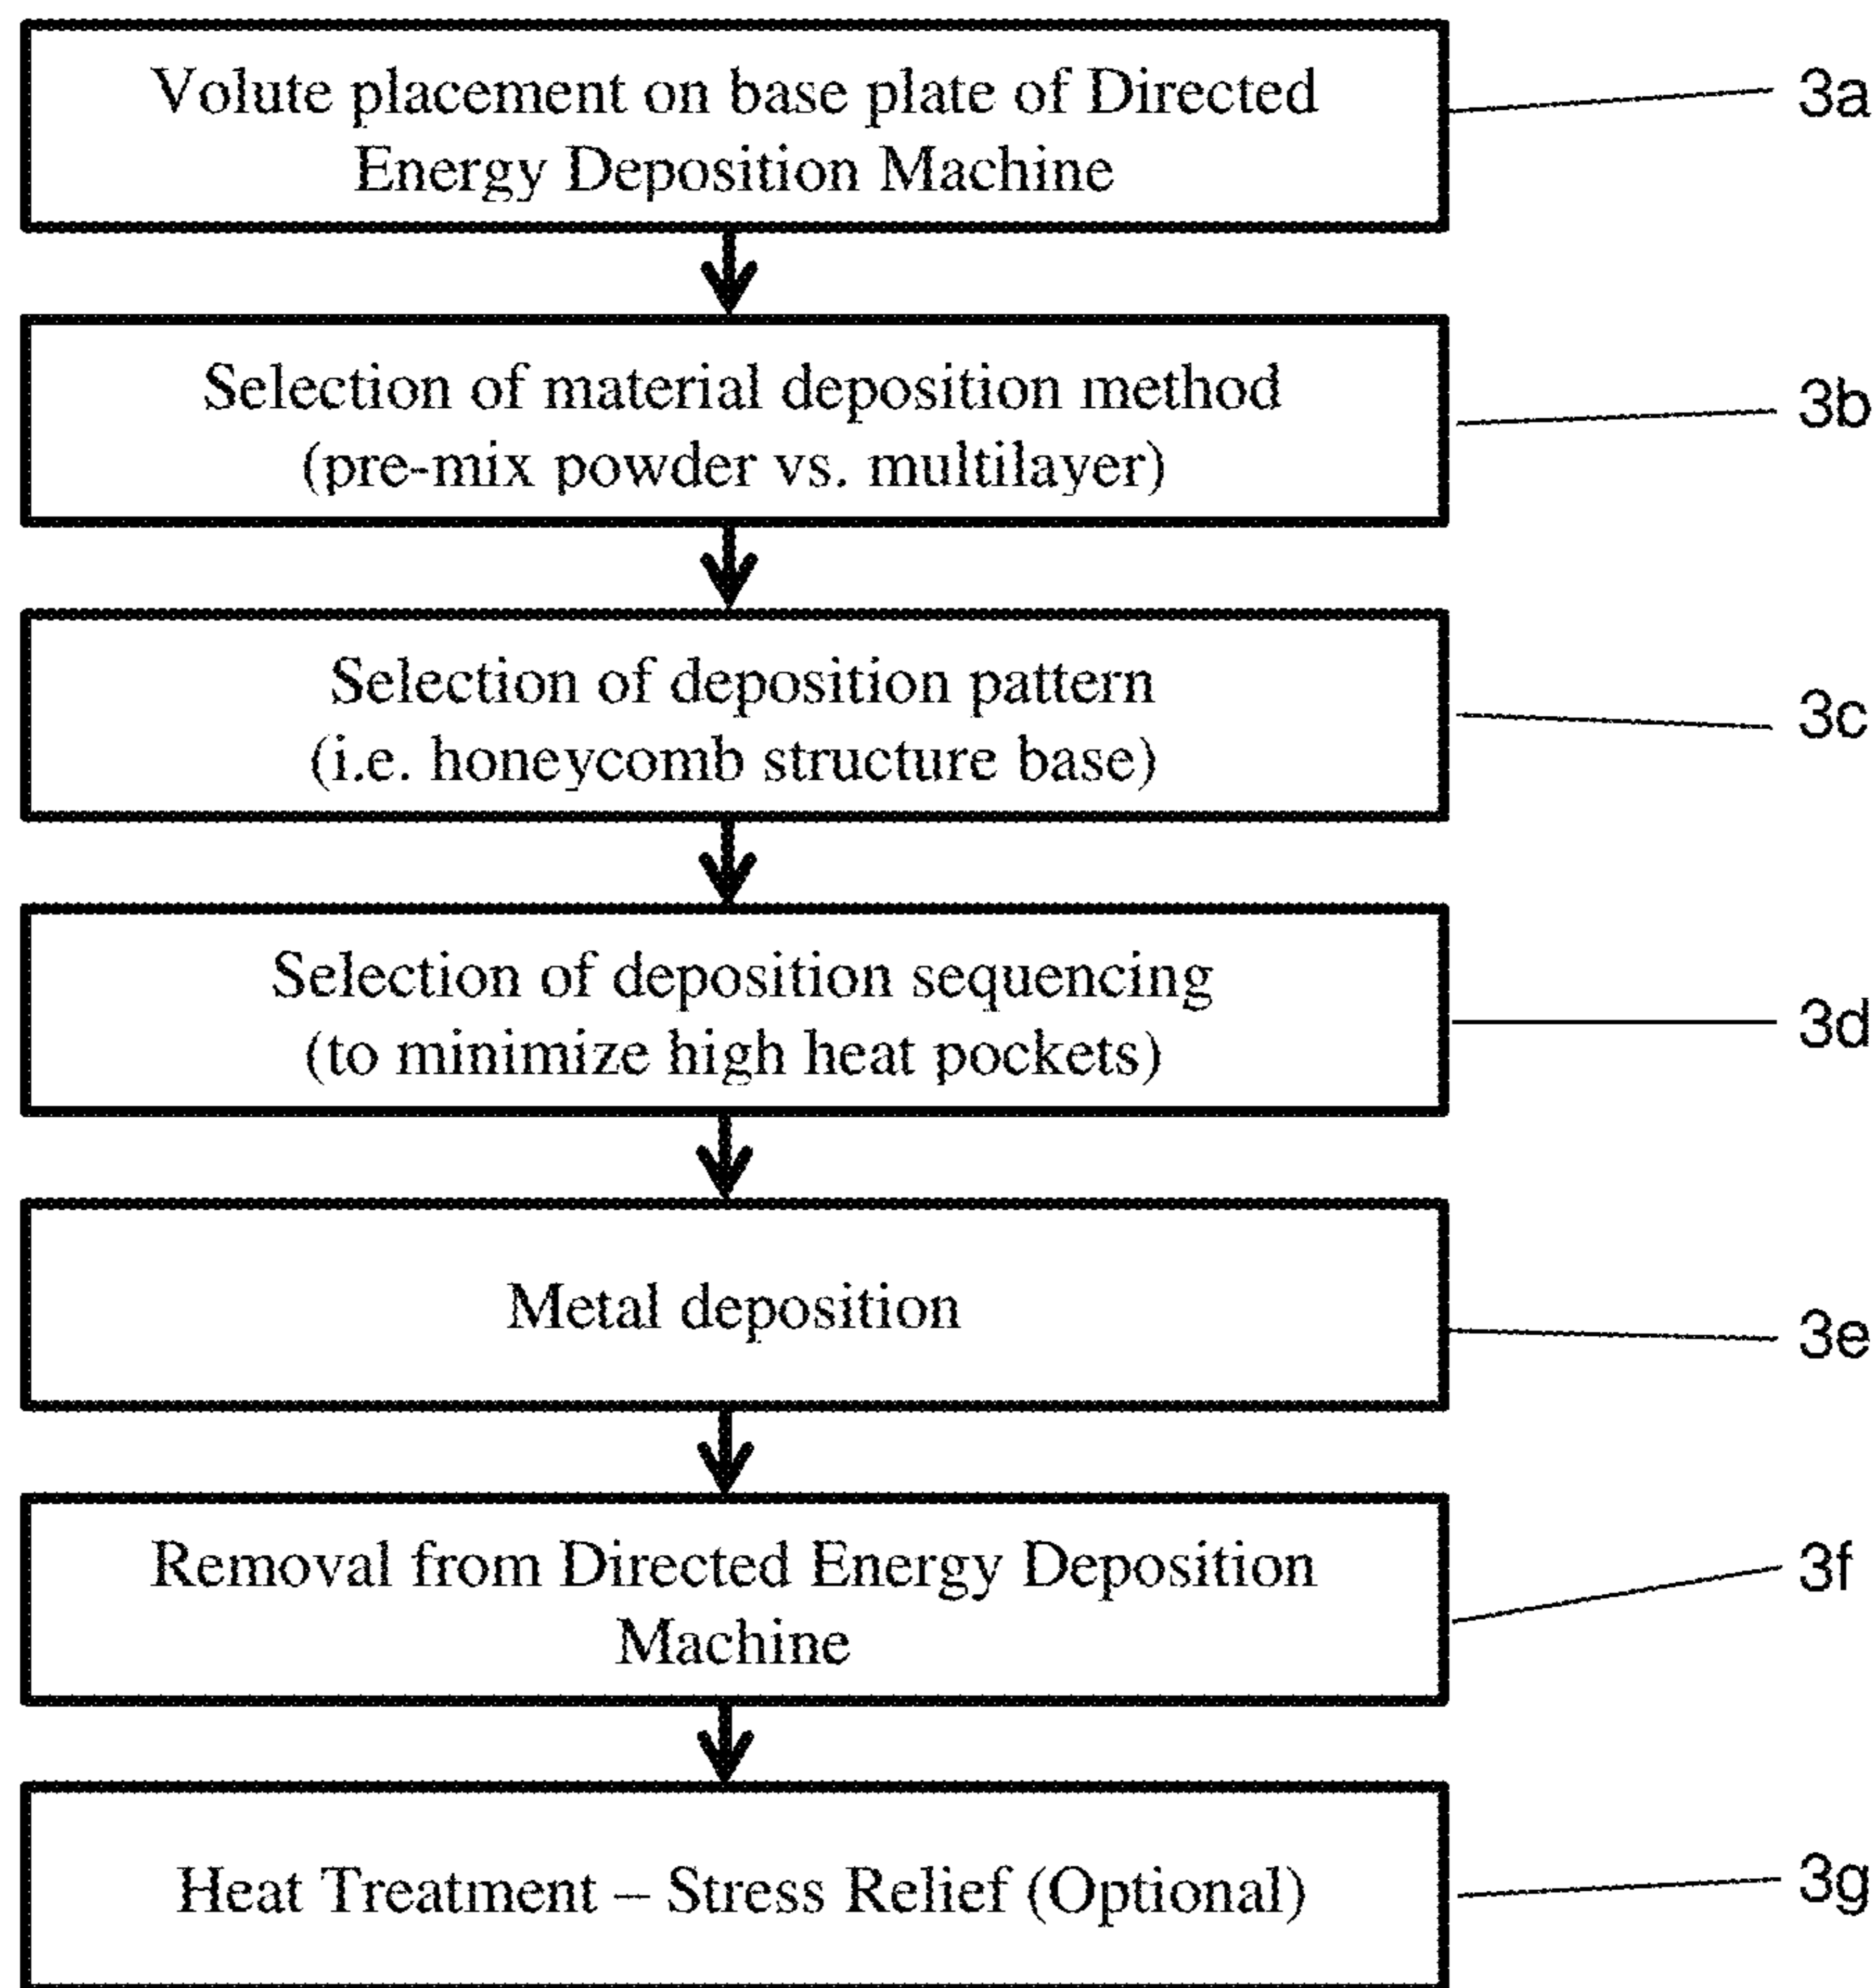 Volute placement on base plate of Directed
Energy Deposition Machine
3a
Selection of material deposition method
(pre-mix powder vs. multilayer)
3b
Selection of deposition pattern
(i.e. honeycomb structure base)
3c
Selection of deposition sequencing
(to minimize high heat pockets)
3d
Metal deposition
3e
Removal from Directed Energy Deposition
Machine
3f
Heat Treatment – Stress Relief (Optional)
3g